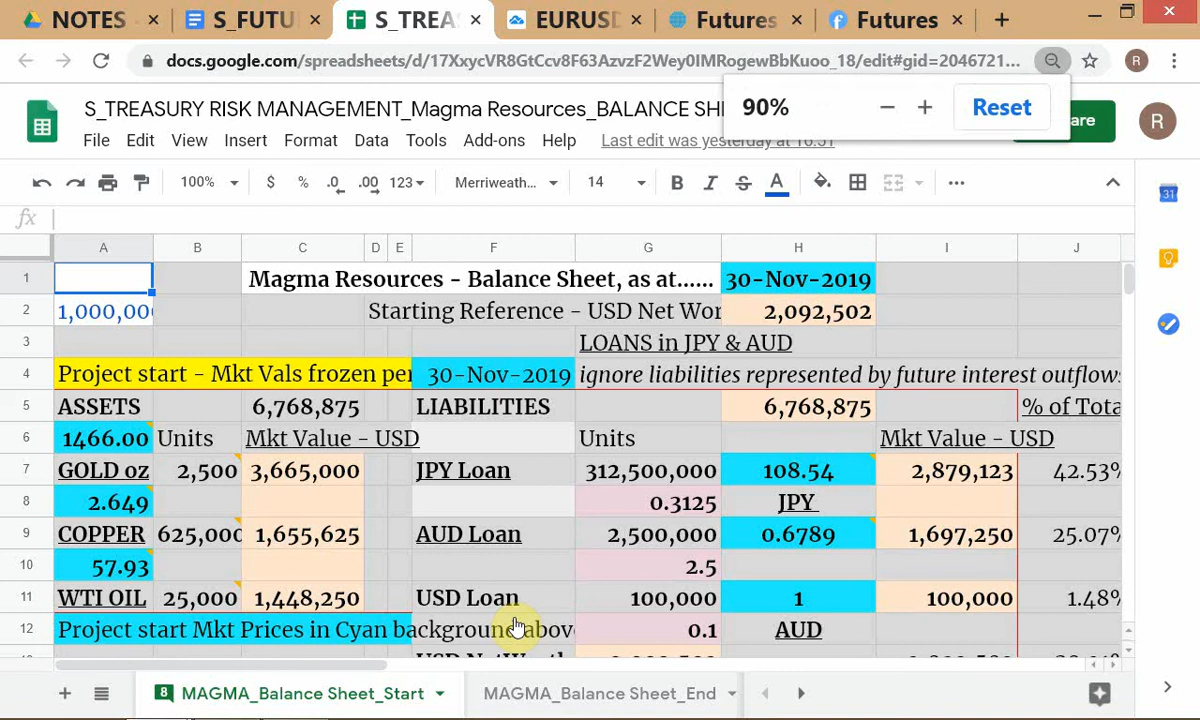 NOTES × S_FUTU × S_TREA × EURUSD × Futures × Futures × +
docs.google.com/spreadsheets/d/17XxycVR8GtCcv8F63AzvzF2Wey0IMRogewBbKuoo_18/edit#gid=2046721... R
90% − + Reset
S_TREASURY RISK MANAGEMENT_Magma Resources_BALANCE SHE
are R
File Edit View Insert Format Data Tools Add-ons Help Last edit was yesterday at 16:51
100% $ % .0 .00 123 Merriweath... 14 B I S A ...
fx
A B C D E F G H I J
1 Magma Resources - Balance Sheet, as at...... 30-Nov-2019
2 1,000,00 Starting Reference - USD Net Wor 2,092,502
3 LOANS in JPY & AUD
4 Project start - Mkt Vals frozen per 30-Nov-2019 ignore liabilities represented by future interest outflow
5 ASSETS 6,768,875 LIABILITIES 6,768,875 % of Tota
6 1466.00 Units Mkt Value - USD Units Mkt Value - USD
7 GOLD oz 2,500 3,665,000 JPY Loan 312,500,000 108.54 2,879,123 42.53%
8 2.649 0.3125 JPY
9 COPPER 625,000 1,655,625 AUD Loan 2,500,000 0.6789 1,697,250 25.07%
10 57.93 2.5
11 WTI OIL 25,000 1,448,250 USD Loan 100,000 1 100,000 1.48%
12 Project start Mkt Prices in Cyan background above 0.1 AUD
+ 8 MAGMA_Balance Sheet_Start MAGMA_Balance Sheet_End
31